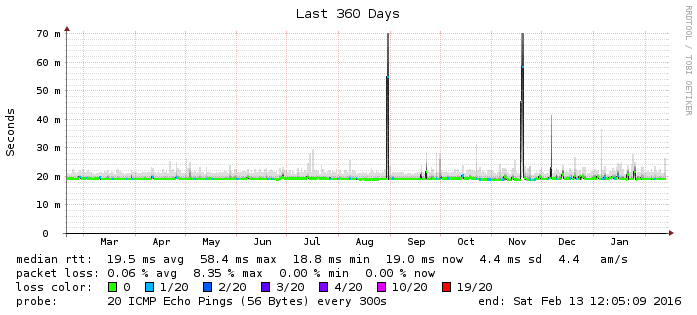 Last 360 Days
RRDTOOL / TOBI OETIKER
Seconds
70 m
60 m
50 m
40 m
30 m
20 m
10 m
0
Mar Apr May Jun Jul Aug Sep Oct Nov Dec Jan
median rtt: 19.5 ms avg 58.4 ms max 18.8 ms min 19.0 ms now 4.4 ms sd 4.4 am/s
packet loss: 0.06 % avg 8.35 % max 0.00 % min 0.00 % now
loss color: 0 1/20 2/20 3/20 4/20 10/20 19/20
probe: 20 ICMP Echo Pings (56 Bytes) every 300s end: Sat Feb 13 12:05:09 2016